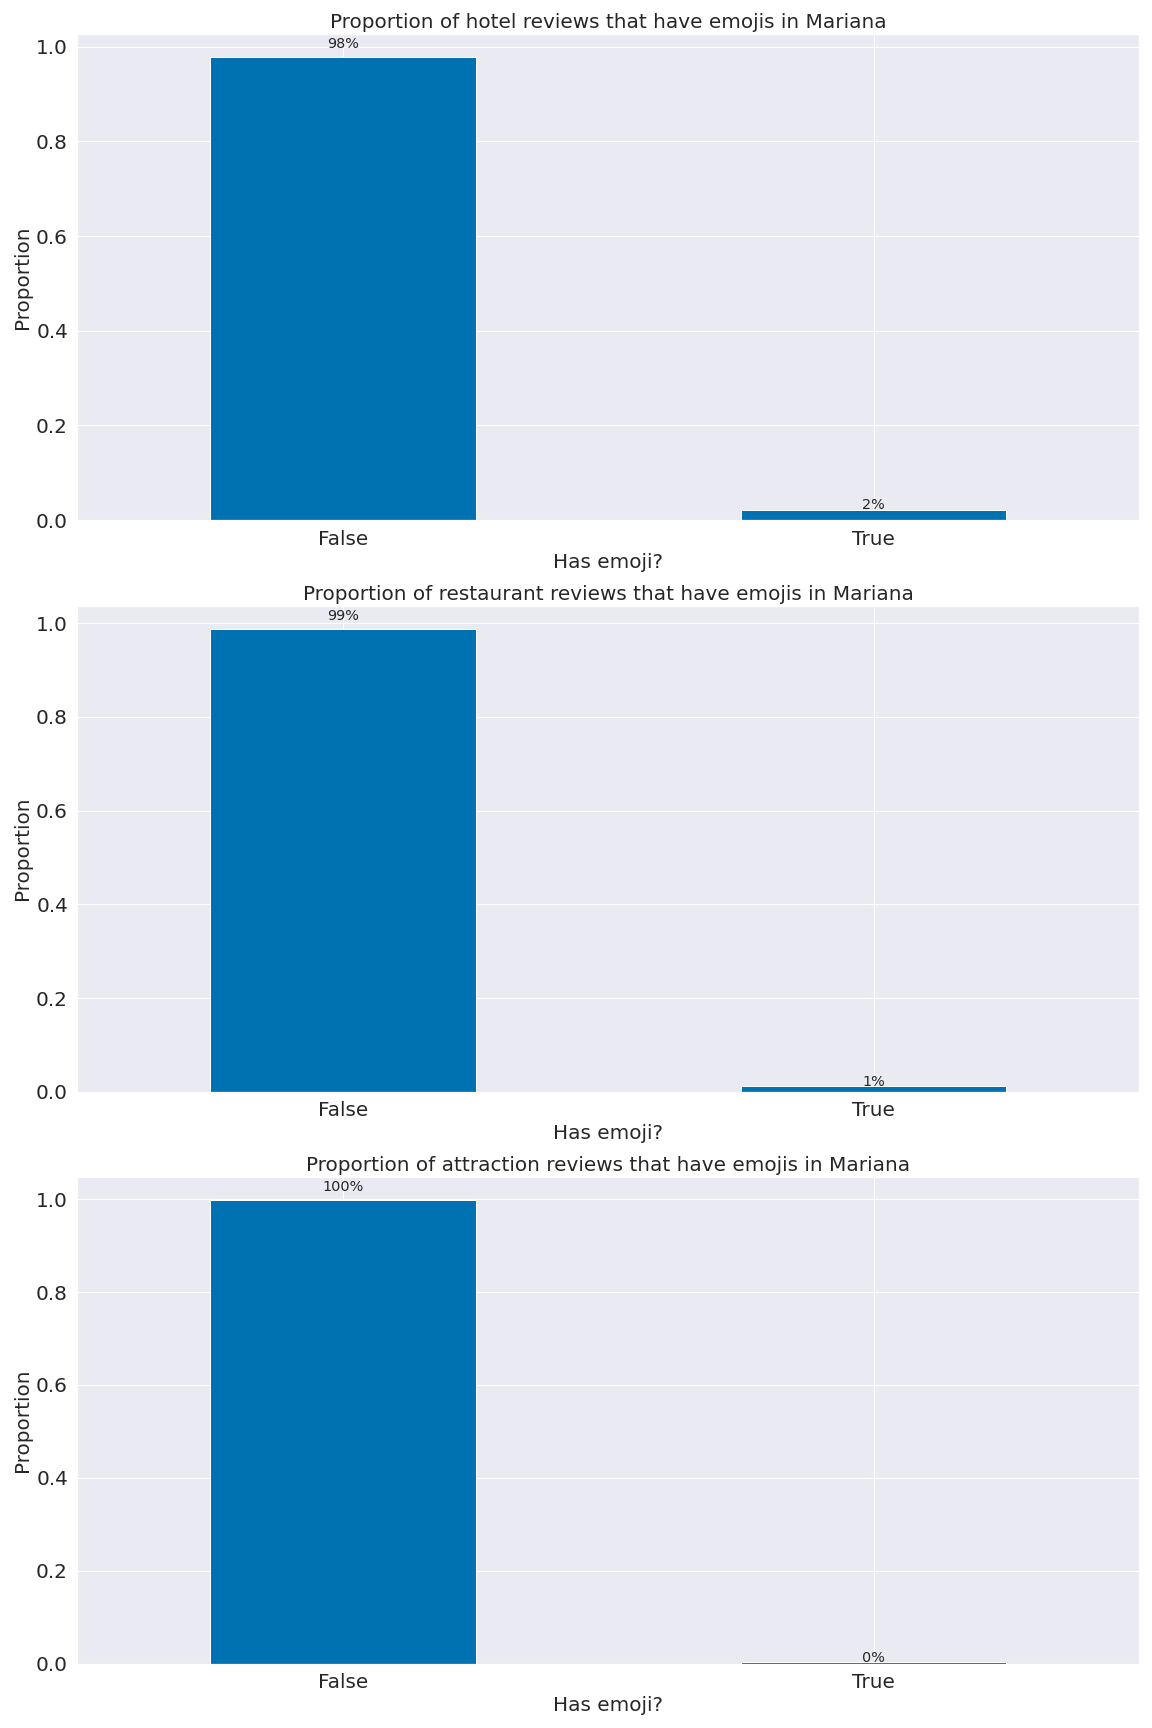 Proportion of hotel reviews that have emojis in Mariana
98%
1.0
0.8
0.6
0.4
0.2
0.0
Proportion
2%
False
True
Has emoji?
Proportion of restaurant reviews that have emojis in Mariana
99%
1.0
0.8
0.6
0.4
0.2
0.0
Proportion
1%
False
True
Has emoji?
Proportion of attraction reviews that have emojis in Mariana
100%
1.0
0.8
0.6
0.4
0.2
0.0
Proportion
0%
False
True
Has emoji?